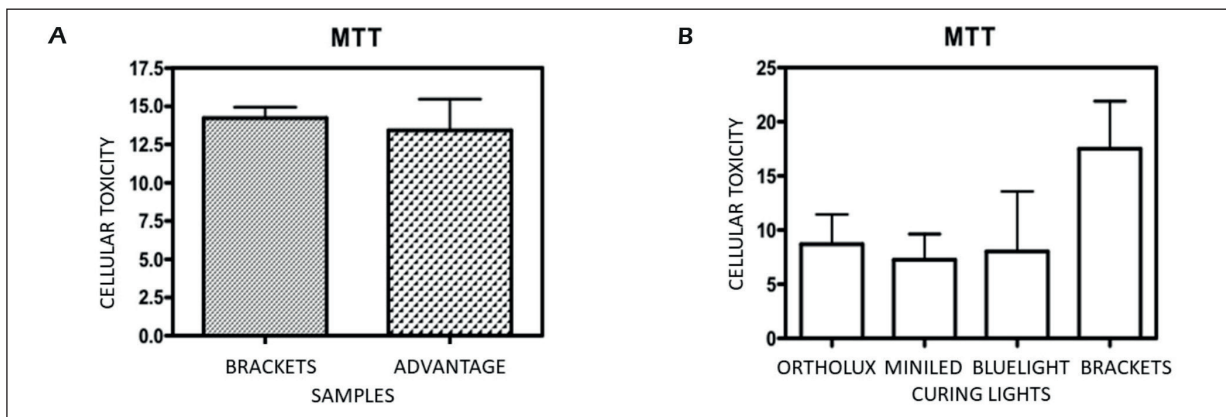 A
MTT
17.5
15.0
12.5
10.0
7.5
5.0
2.5
0.0
CELLULAR TOXICITY
BRACKETS ADVANTAGE
SAMPLES
B
MTT
25
20
15
10
5
0
CELLULAR TOXICITY
ORTHOLUX MINILED BLUELIGHT BRACKETS
CURING LIGHTS